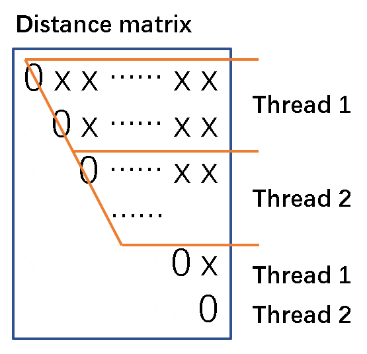 Distance matrix
0 x x ······ x x
Thread 1
0 x ······ x x
0 ······ x x
Thread 2
······
0 x
Thread 1
0
Thread 2